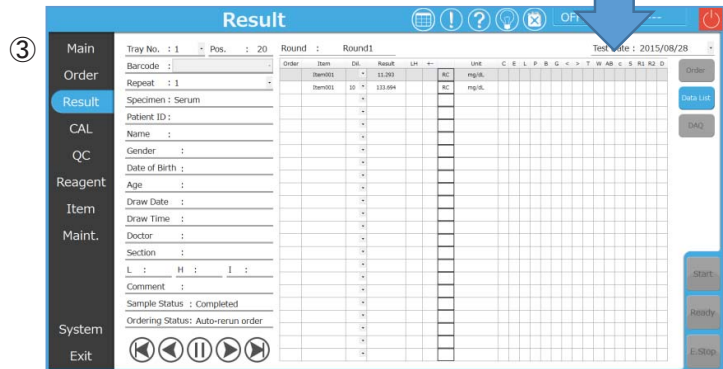 ③
Result
OFF
Main
Order
Result
CAL
QC
Reagent
Item
Maint.
System
Exit
Tray No. : 1 Pos. : 20
Barcode :
Repeat : 1
Specimen : Serum
Patient ID :
Name :
Gender :
Date of Birth :
Age :
Draw Date :
Draw Time :
Doctor :
Section :
L : H : I :
Comment :
Sample Status : Completed
Ordering Status: Auto-rerun order
Round : Round1
Test Date : 2015/08/28
Order Item Dil. Result LH ← Unit C E L P B G < > T W AB c S R1 R2 D
Item001 11.293 RC mg/dL
Item001 10 133.694 RC mg/dL
Order
Data List
DAQ
Start
Ready
E.Stop